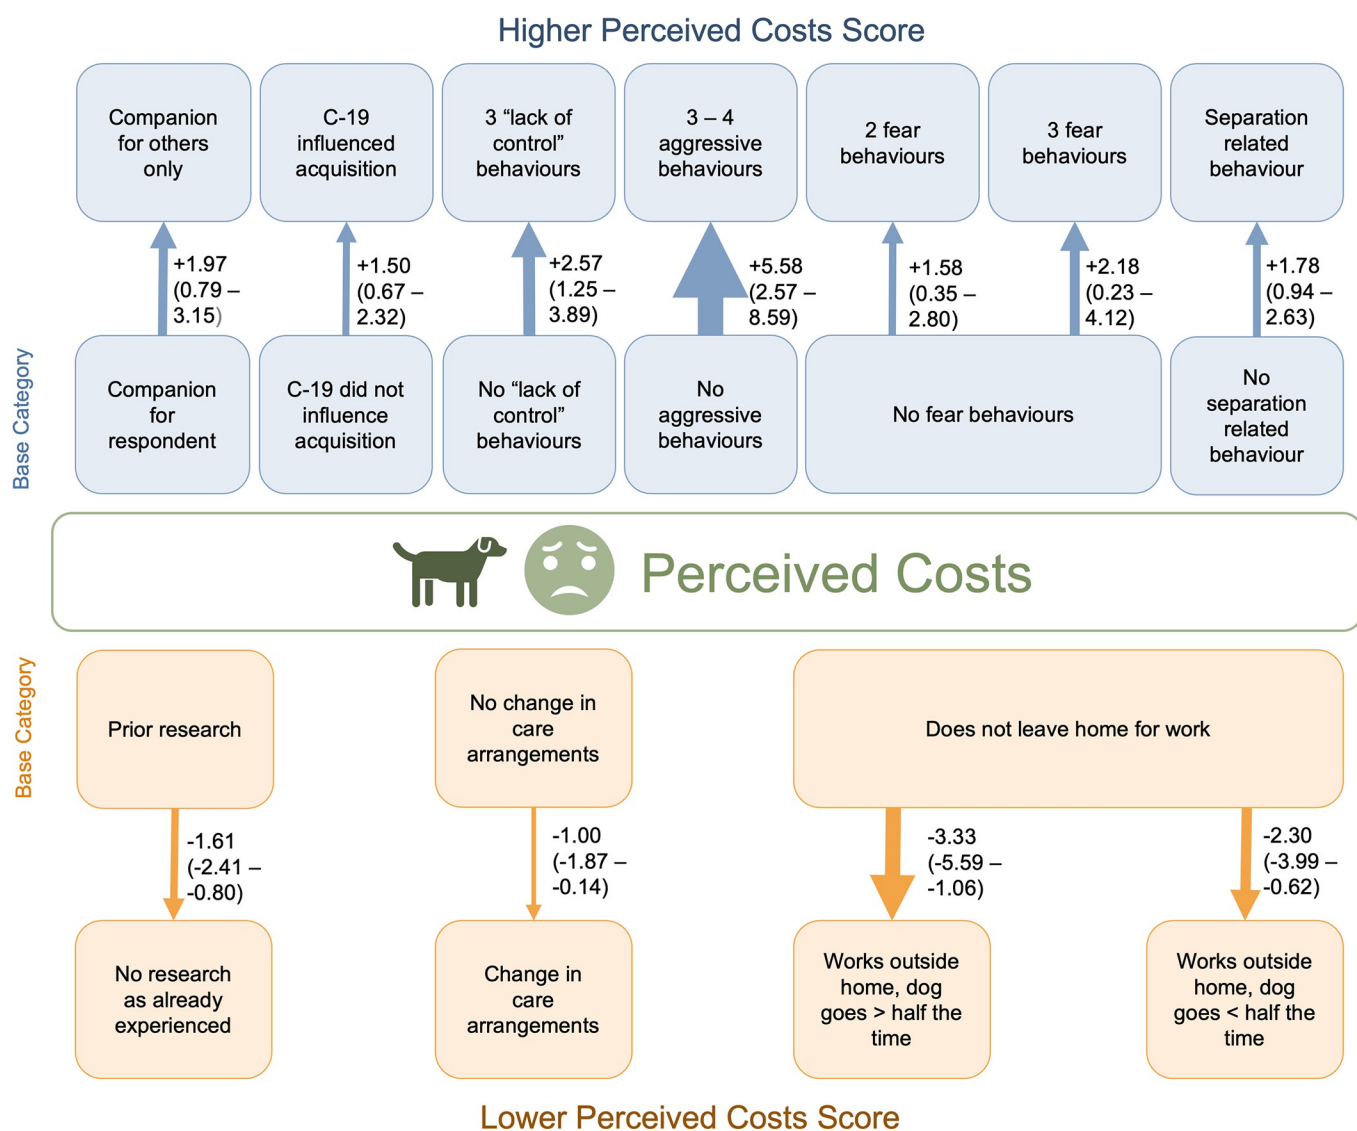 Higher Perceived Costs Score
Companion
for others
only
C-19
influenced
acquisition
3 “lack of
control”
behaviours
3 – 4
aggressive
behaviours
2 fear
behaviours
3 fear
behaviours
Separation
related
behaviour
+1.97
(0.79 –
3.15)
+1.50
(0.67 –
2.32)
+2.57
(1.25 –
3.89)
+5.58
(2.57 –
8.59)
+1.58
(0.35 –
2.80)
+2.18
(0.23 –
4.12)
+1.78
(0.94 –
2.63)
Base Category
Companion
for
respondent
C-19 did not
influence
acquisition
No “lack of
control”
behaviours
No
aggressive
behaviours
No fear behaviours
No
separation
related
behaviour
Perceived Costs
Base Category
Prior research
No change in
care
arrangements
Does not leave home for work
-1.61
(-2.41 –
-0.80)
-1.00
(-1.87 –
-0.14)
-3.33
(-5.59 –
-1.06)
-2.30
(-3.99 –
-0.62)
No research
as already
experienced
Change in
care
arrangements
Works outside
home, dog
goes > half the
time
Works outside
home, dog
goes < half the
time
Lower Perceived Costs Score